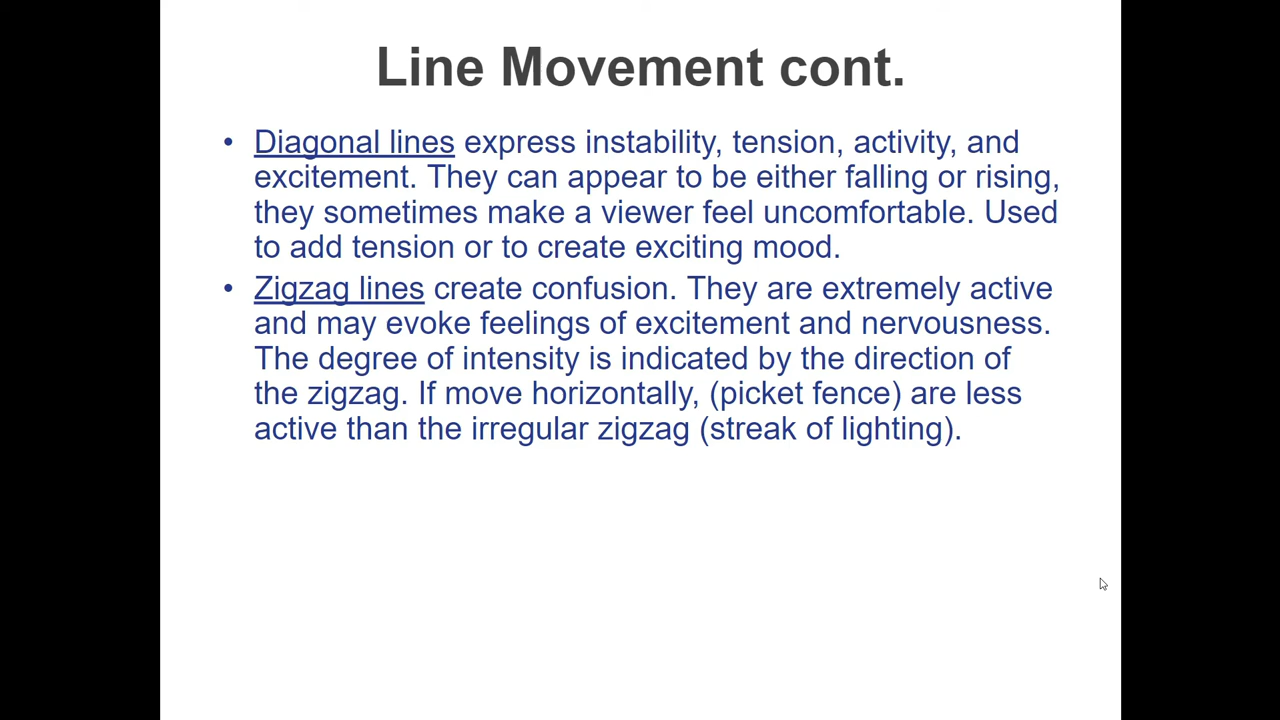 Line Movement cont.
• Diagonal lines express instability, tension, activity, and
excitement. They can appear to be either falling or rising,
they sometimes make a viewer feel uncomfortable. Used
to add tension or to create exciting mood.
• Zigzag lines create confusion. They are extremely active
and may evoke feelings of excitement and nervousness.
The degree of intensity is indicated by the direction of
the zigzag. If move horizontally, (picket fence) are less
active than the irregular zigzag (streak of lighting).